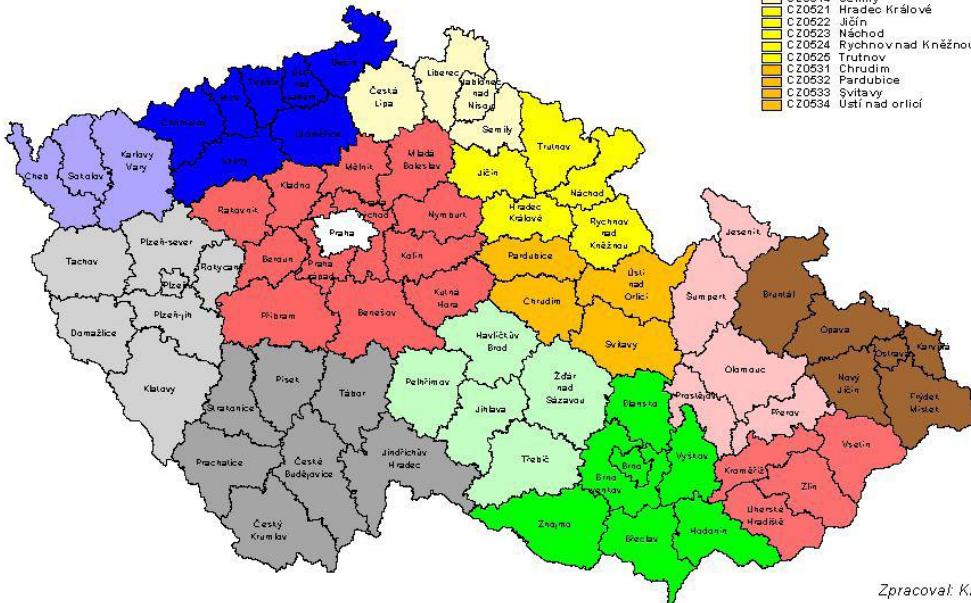 CZ0521 Hradec Králové
CZ0522 Jičín
CZ0523 Náchod
CZ0524 Rychnov nad Kněžnou
CZ0525 Trutnov
CZ0531 Chrudim
CZ0532 Pardubice
CZ0533 Svitavy
CZ0534 Ústí nad orlicí
Liberec
Česká
Lípa
Jablonec
nad
Nisou
Semily
Trutnov
Karlovy
Vary
Cheb
Sokolov
Mladá
Boleslav
Mělník
Jičín
Kladno
Náchod
Rakovník
Nymburk
Hradec
Králové
Rychnov
nad
Kněžnou
Praha
Jeseník
Plzeň-sever
Rokycany
Tachov
Beroun
Praha
západ
Kolín
Pardubice
Ústí
nad
Orlicí
Plzeň
Šumperk
Bruntál
Kutná
Hora
Chrudim
Plzeň-jih
Příbram
Benešov
Opava
Domažlice
Havlíčkův
Brod
Svitavy
Karviná
Ostrava
Olomouc
Klatovy
Písek
Tábor
Pelhřimov
Žďár
nad
Sázavou
Nový
Jičín
Frýdek
Místek
Blansko
Prostějov
Přerov
Strakonice
Jihlava
Vsetín
Prachatice
České
Budějovice
Jindřichův
Hradec
Třebíč
Brno
Vyškov
Kroměříž
Zlín
Brno
venkov
Uherské
Hradiště
Český
Krumlov
Znojmo
Břeclav
Hodonín
Zpracoval: K.